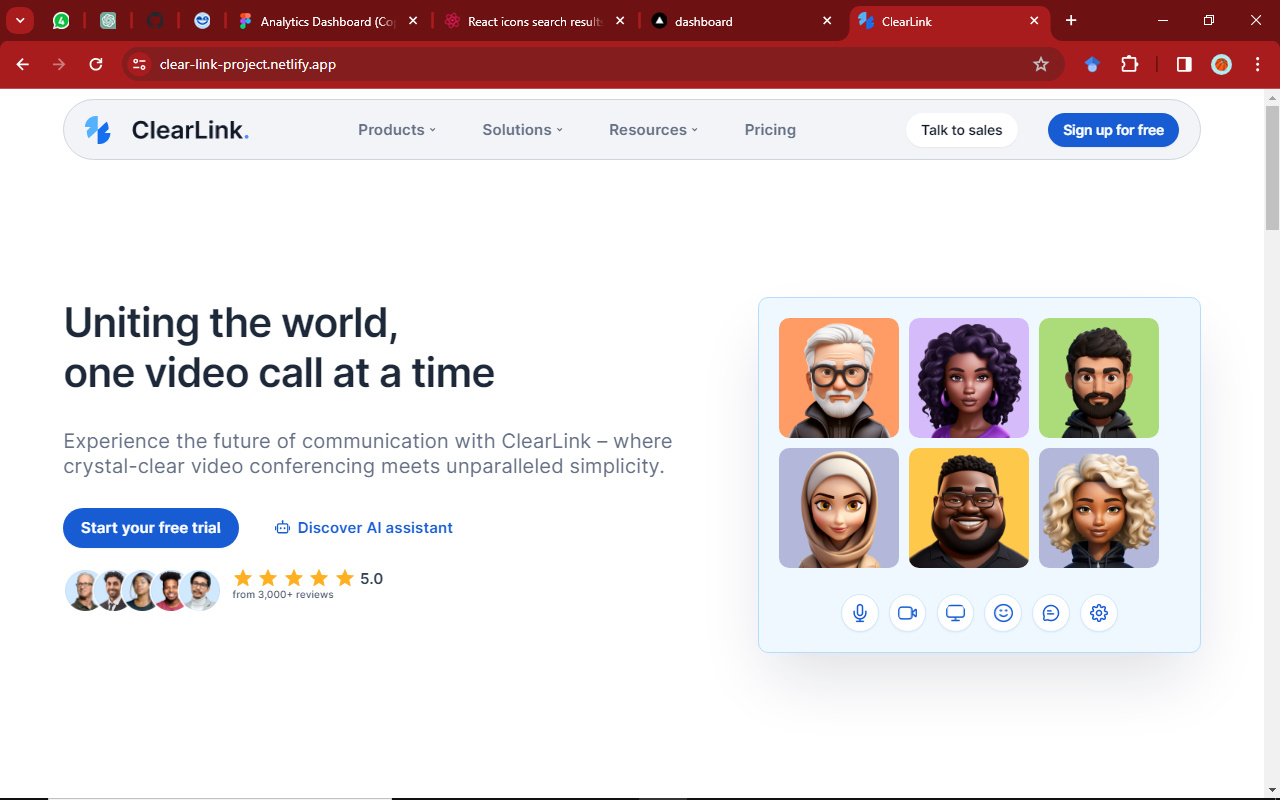 4
Analytics Dashboard (Co
React icons search results
dashboard
ClearLink
clear-link-project.netlify.app
ClearLink.
Products
Solutions
Resources
Pricing
Talk to sales
Sign up for free
Uniting the world,
one video call at a time
Experience the future of communication with ClearLink – where
crystal-clear video conferencing meets unparalleled simplicity.
Start your free trial
Discover AI assistant
5.0
from 3,000+ reviews